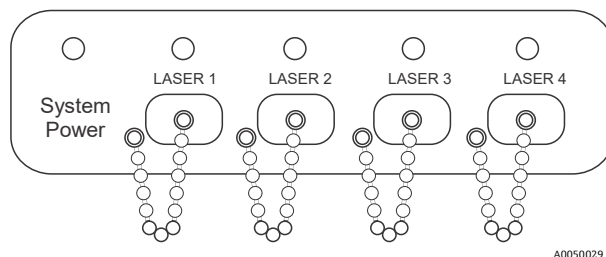 LASER 1 LASER 2 LASER 3 LASER 4
System
Power
A0050029